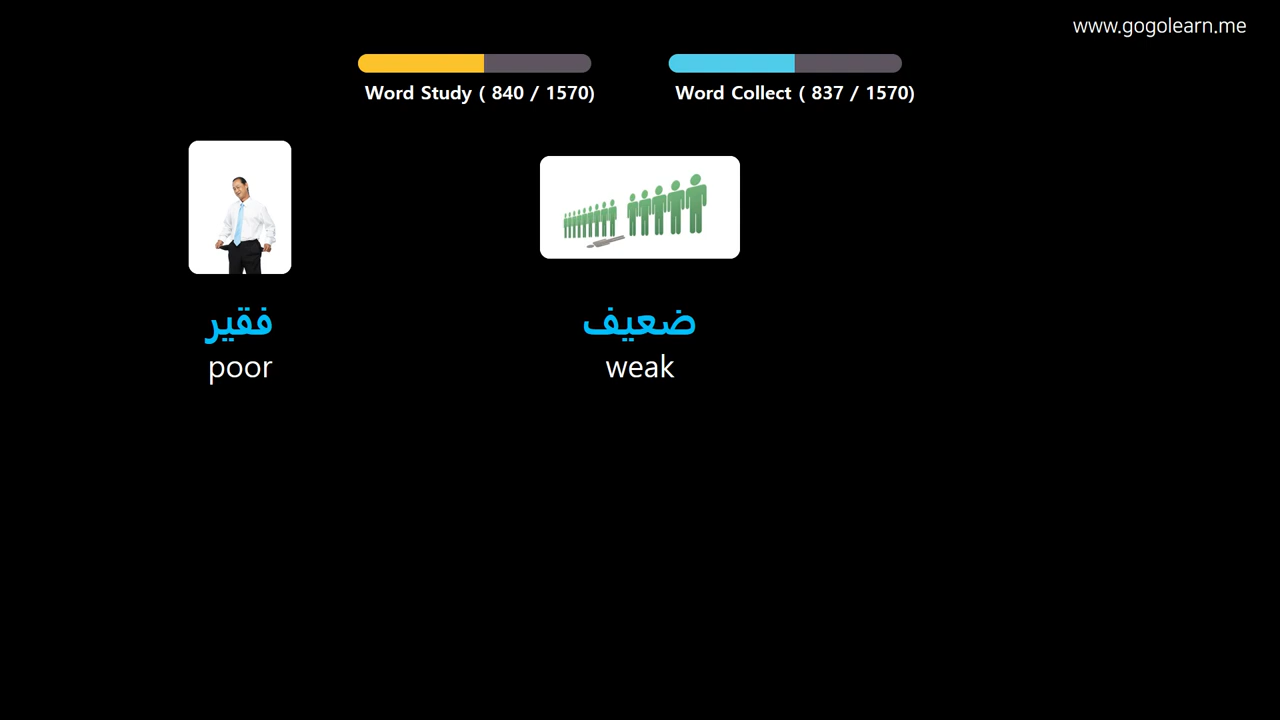 www.gogolearn.me
Word Study ( 840 / 1570)
Word Collect ( 837 / 1570)
فقير
poor
ضعيف
weak